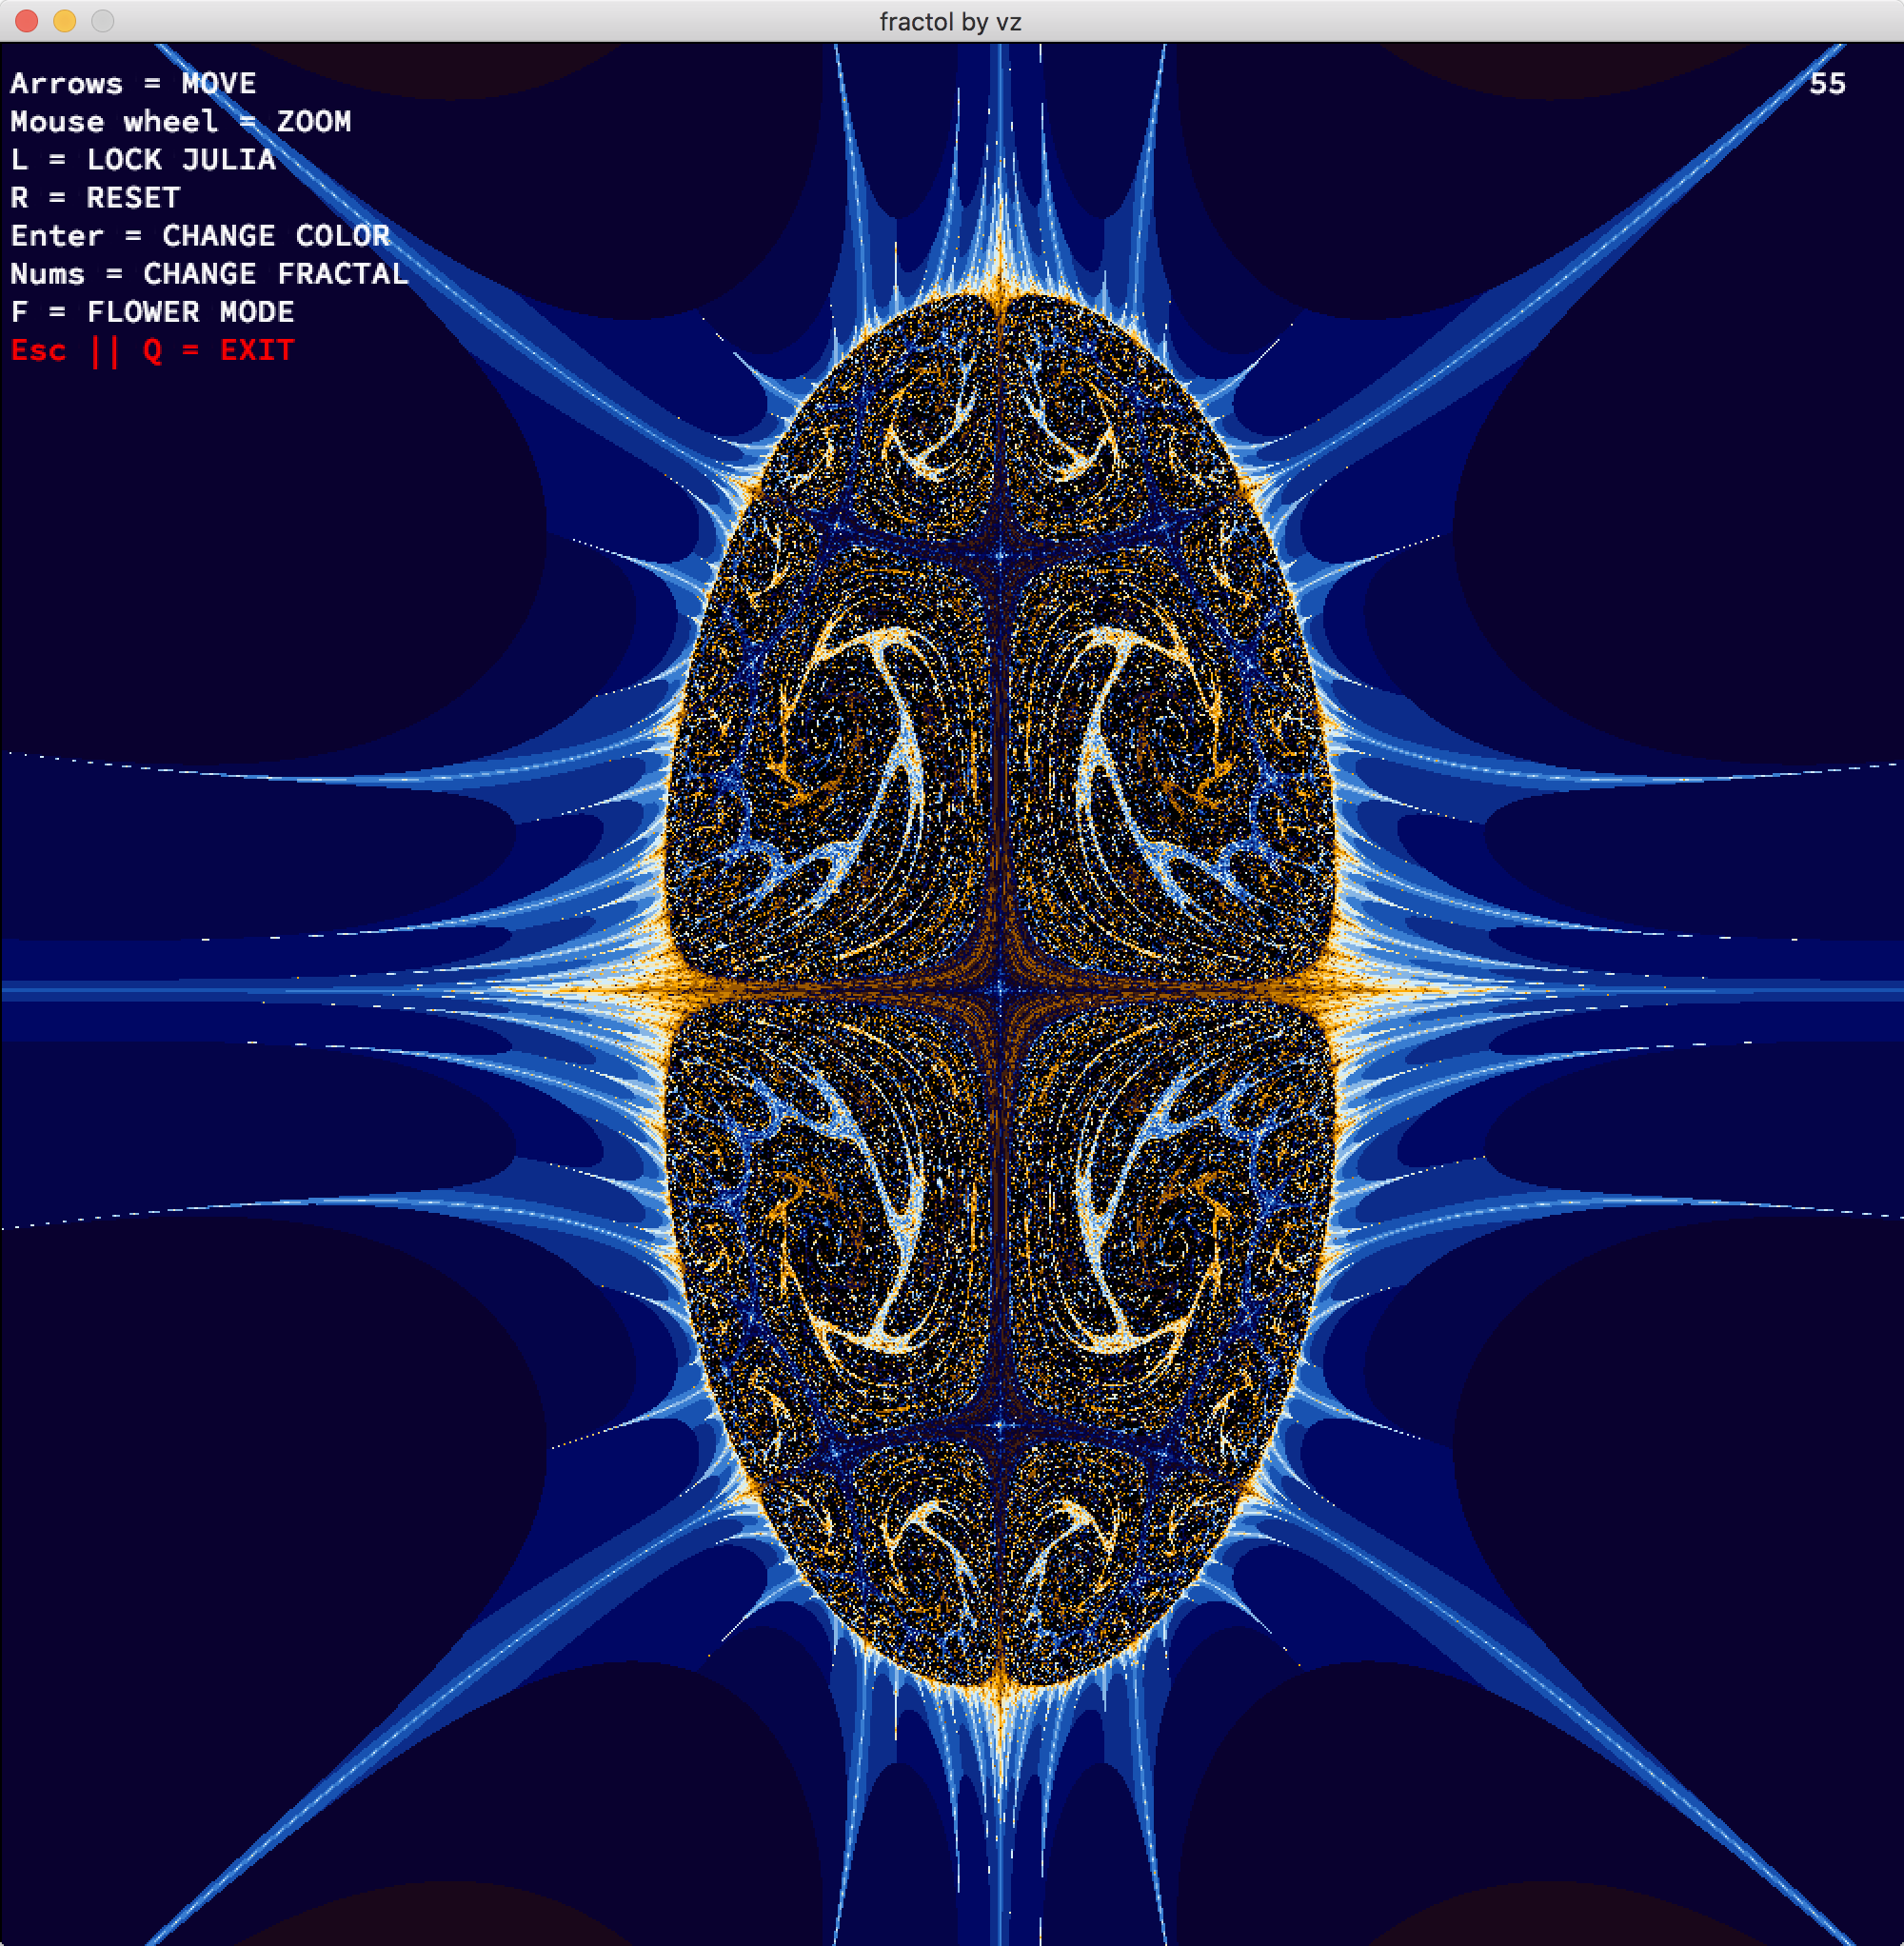 fractol by vz
Arrows = MOVE
55
Mouse wheel = ZOOM
L = LOCK JULIA
R = RESET
Enter = CHANGE COLOR
Nums = CHANGE FRACTAL
F = FLOWER MODE
Esc || Q = EXIT